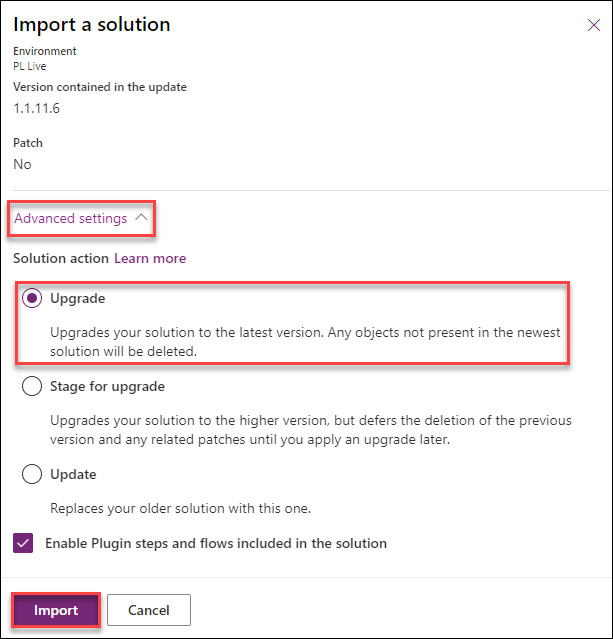 Import a solution
Environment
PL Live
Version contained in the update
1.1.11.6
Patch
No
Advanced settings
Solution action Learn more
Upgrade
Upgrades your solution to the latest version. Any objects not present in the newest
solution will be deleted.
Stage for upgrade
Upgrades your solution to the higher version, but defers the deletion of the previous
version and any related patches until you apply an upgrade later.
Update
Replaces your older solution with this one.
Enable Plugin steps and flows included in the solution
Import Cancel